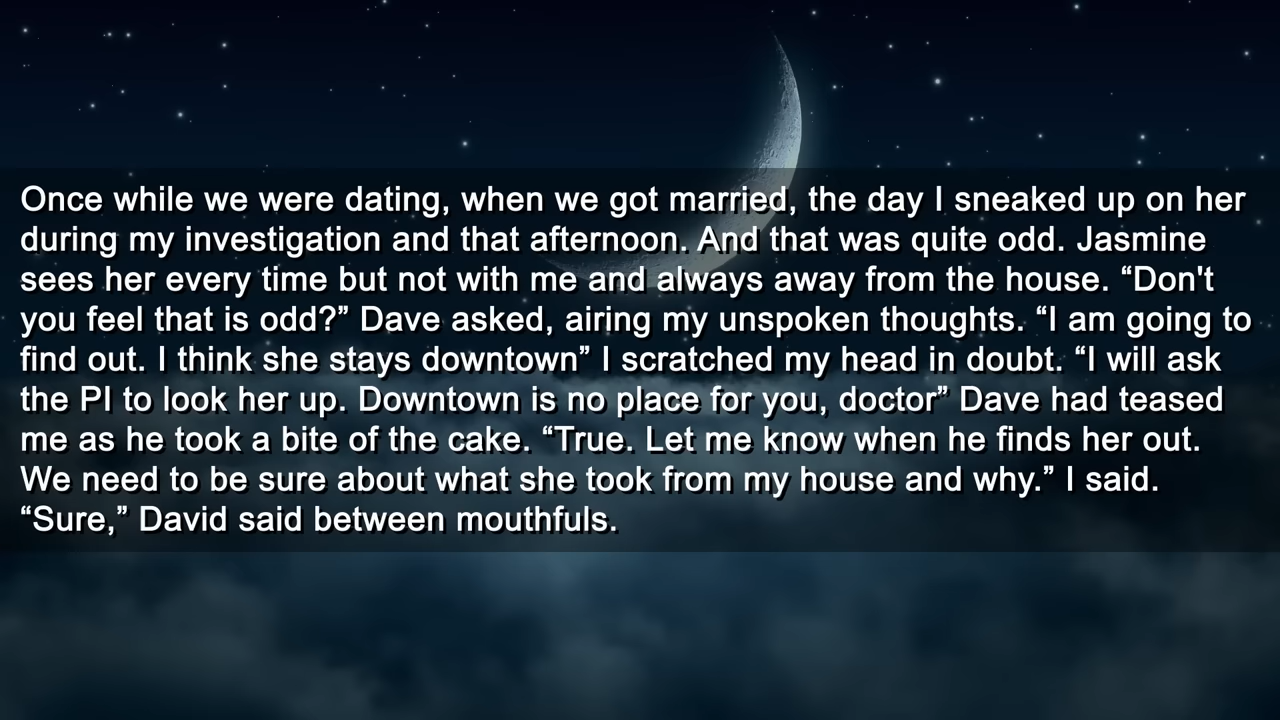 Once while we were dating, when we got married, the day I sneaked up on her
during my investigation and that afternoon. And that was quite odd. Jasmine
sees her every time but not with me and always away from the house. “Don't
you feel that is odd?” Dave asked, airing my unspoken thoughts. “I am going to
find out. I think she stays downtown” I scratched my head in doubt. “I will ask
the PI to look her up. Downtown is no place for you, doctor” Dave had teased
me as he took a bite of the cake. “True. Let me know when he finds her out.
We need to be sure about what she took from my house and why.” I said.
“Sure,” David said between mouthfuls.